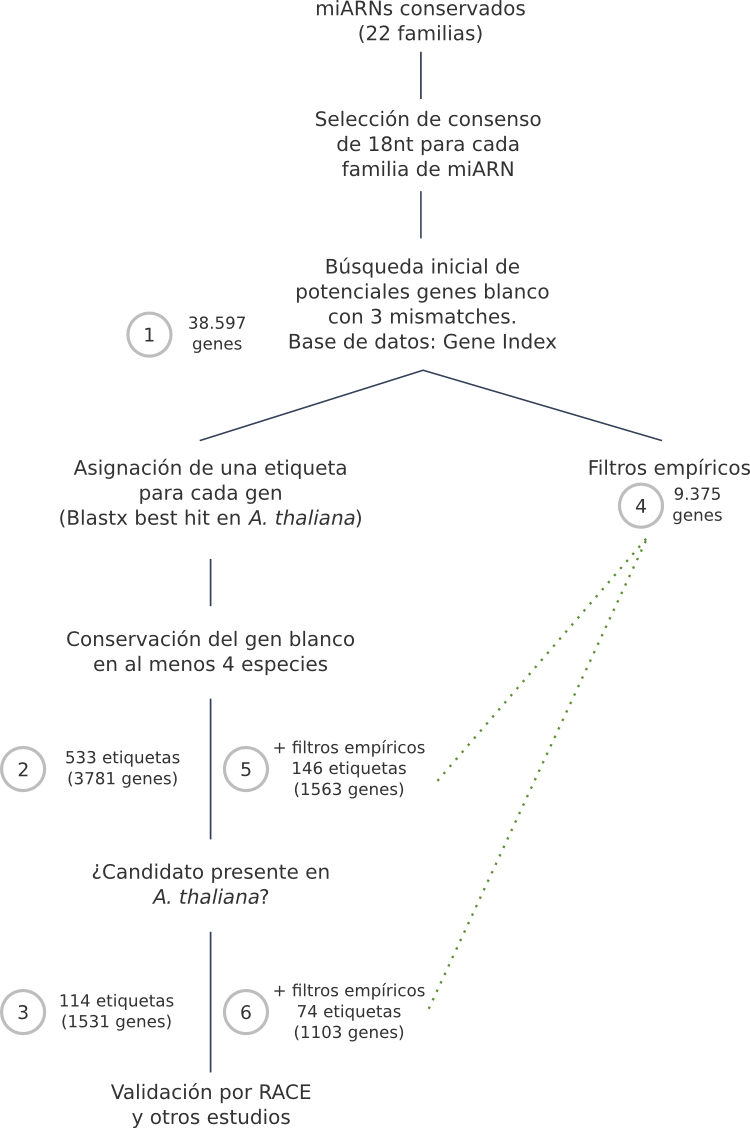 miARNs conservados
(22 familias)
Selección de consenso
de 18nt para cada
familia de miARN
Búsqueda inicial de
potenciales genes blanco
con 3 mismatches.
Base de datos: Gene Index
1
38.597
genes
Asignación de una etiqueta
para cada gen
(Blastx best hit en A. thaliana)
Filtros empíricos
4
9.375
genes
Conservación del gen blanco
en al menos 4 especies
2
533 etiquetas
(3781 genes)
5
+ filtros empíricos
146 etiquetas
(1563 genes)
¿Candidato presente en
A. thaliana?
3
114 etiquetas
(1531 genes)
6
+ filtros empíricos
74 etiquetas
(1103 genes)
Validación por RACE
y otros estudios